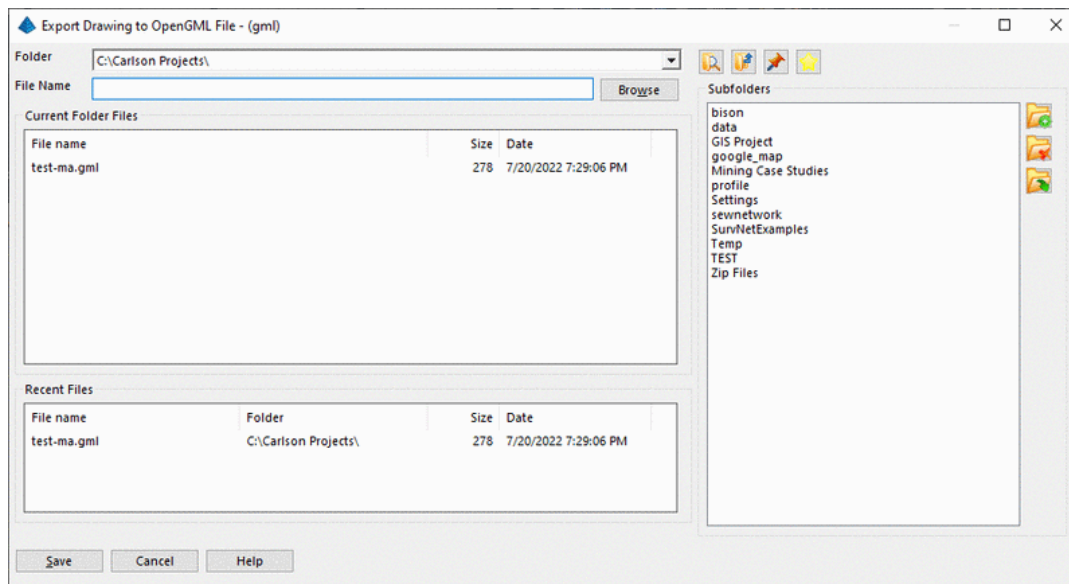 Export Drawing to OpenGML File - (gml)
Folder
C:\Carlson Projects\
File Name
Browse
Current Folder Files
File name Size Date
test-ma.gml 278 7/20/2022 7:29:06 PM
Recent Files
File name Folder Size Date
test-ma.gml C:\Carlson Projects\ 278 7/20/2022 7:29:06 PM
Save Cancel Help
Subfolders
bison
data
GIS Project
google_map
Mining Case Studies
profile
Settings
sewnetwork
SurvNetExamples
Temp
TEST
Zip Files